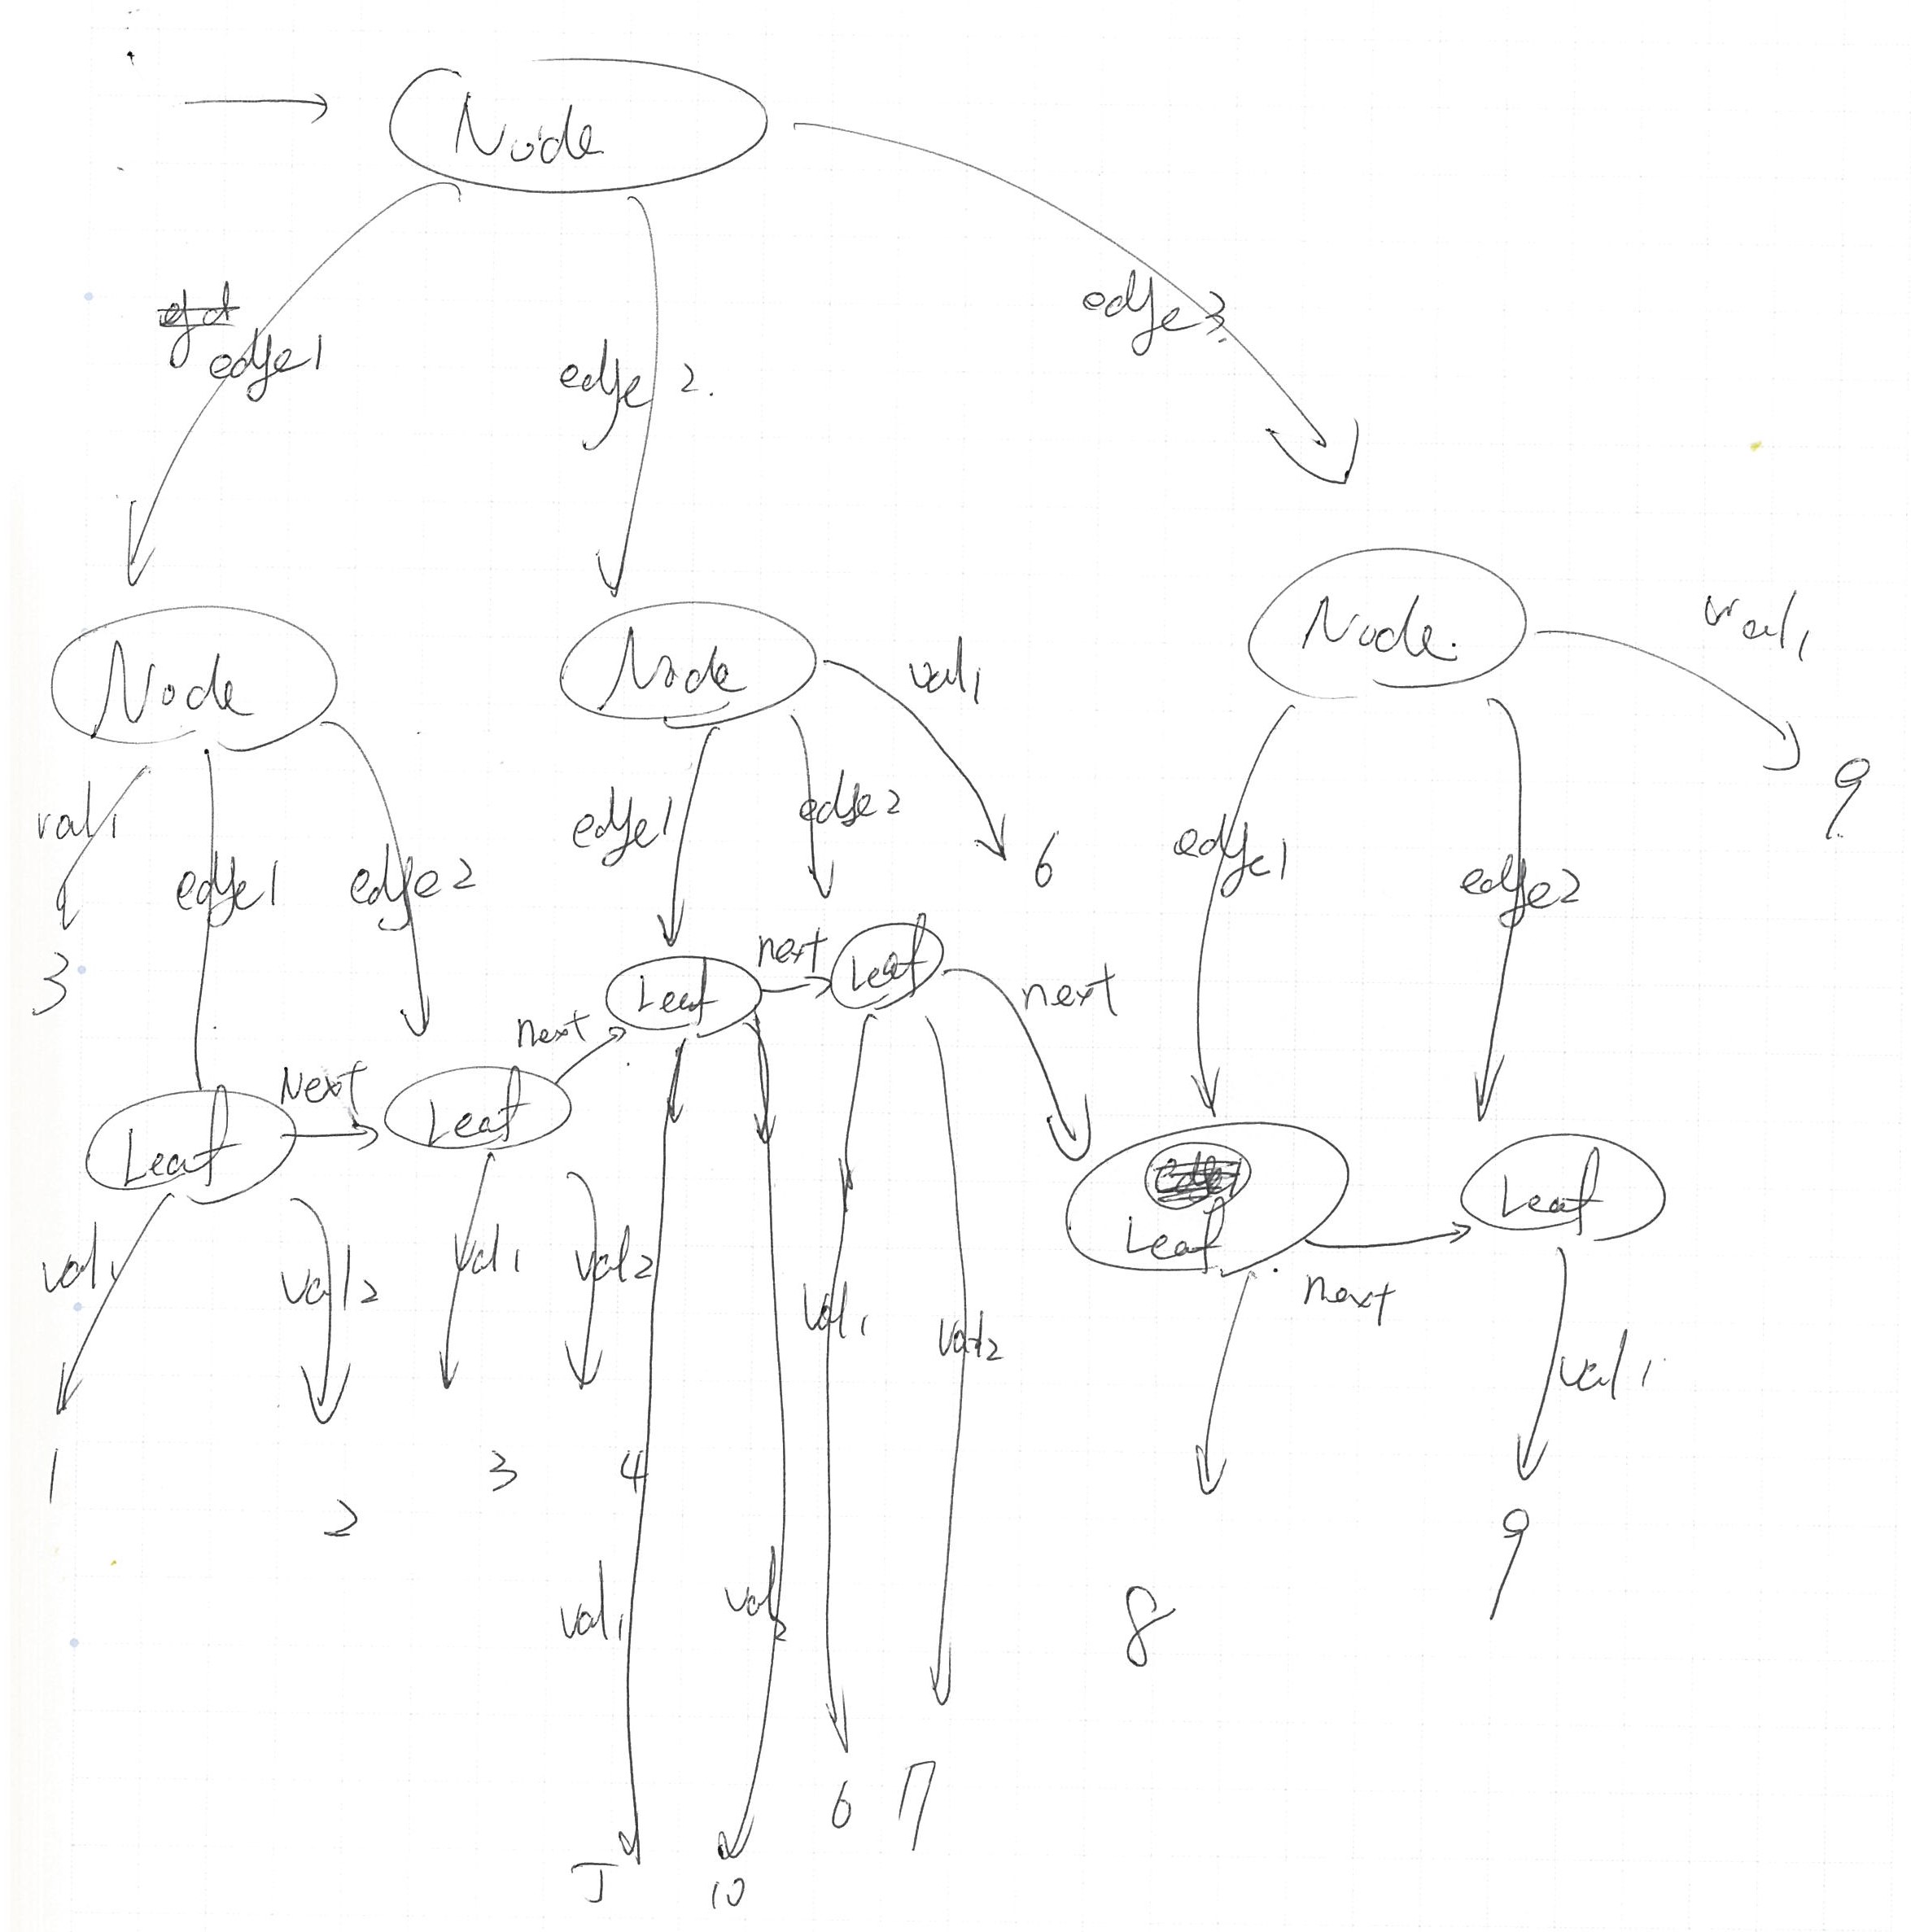 Node
edge1
edge 2.
edge3
Node
Node
Node.
val1
val1
val1
edge1
edge2
edge1
edge2
6
edge1
edge2
9
3
Leaf
next
Leaf
next
next
Leaf
Next
Leaf
Leaf
next
Leaf
val1
val2
val1
val2
val1
val2
val1
1
2
3
4
val1
val2
8
9
6
7
10